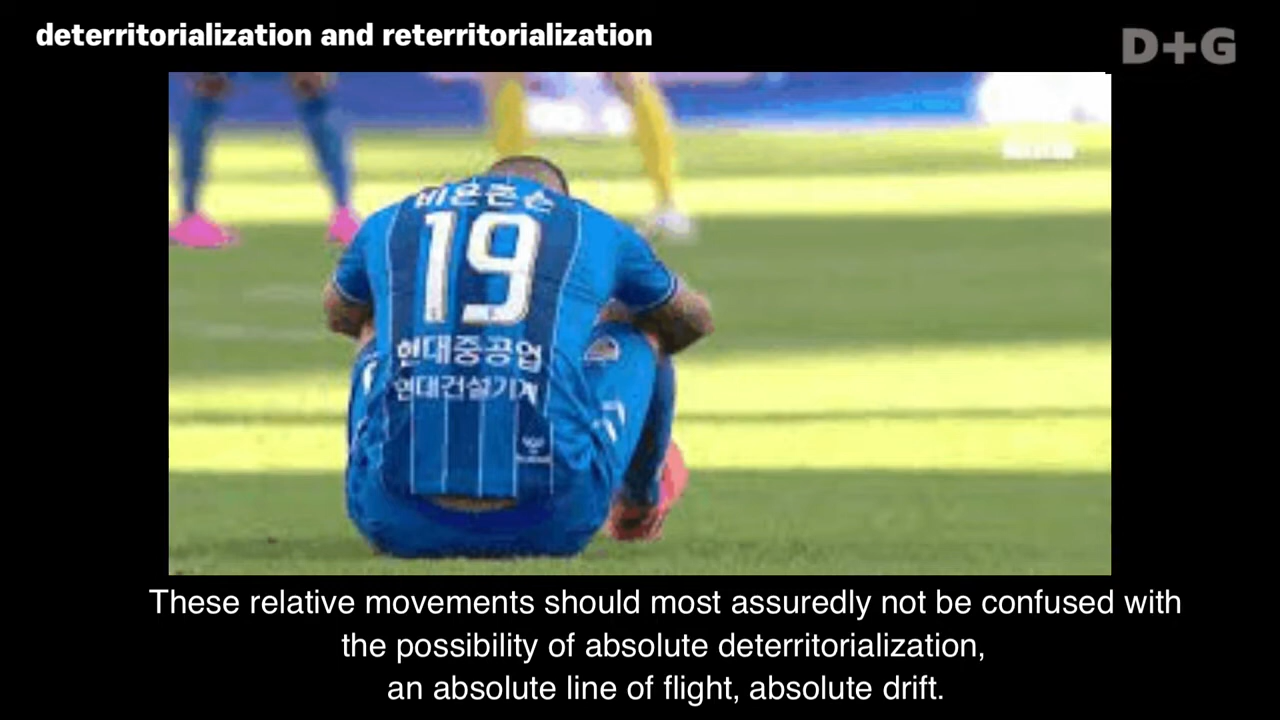 deterritorialization and reterritorialization
D+G
비욘존슨
19
현대중공업
현대건설기계
These relative movements should most assuredly not be confused with
the possibility of absolute deterritorialization,
an absolute line of flight, absolute drift.